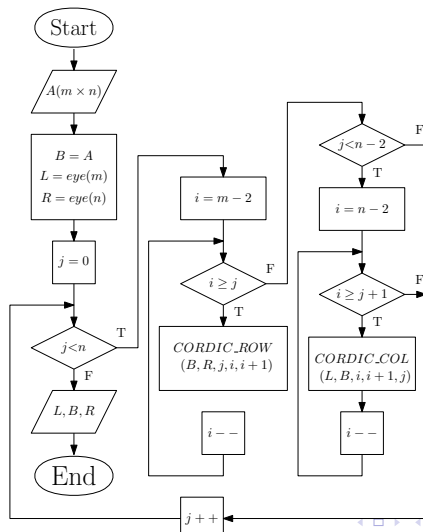 Start
A(m × n)
B = A
L = eye(m)
R = eye(n)
j = 0
j<n
T
F
L, B, R
End
i = m − 2
i ≥ j
F
T
CORDIC_ROW
(B, R, j, i, i + 1)
i − −
j<n − 2
F
T
i = n − 2
i ≥ j + 1
F
T
CORDIC_COL
(L, B, i, i + 1, j)
i − −
j + +